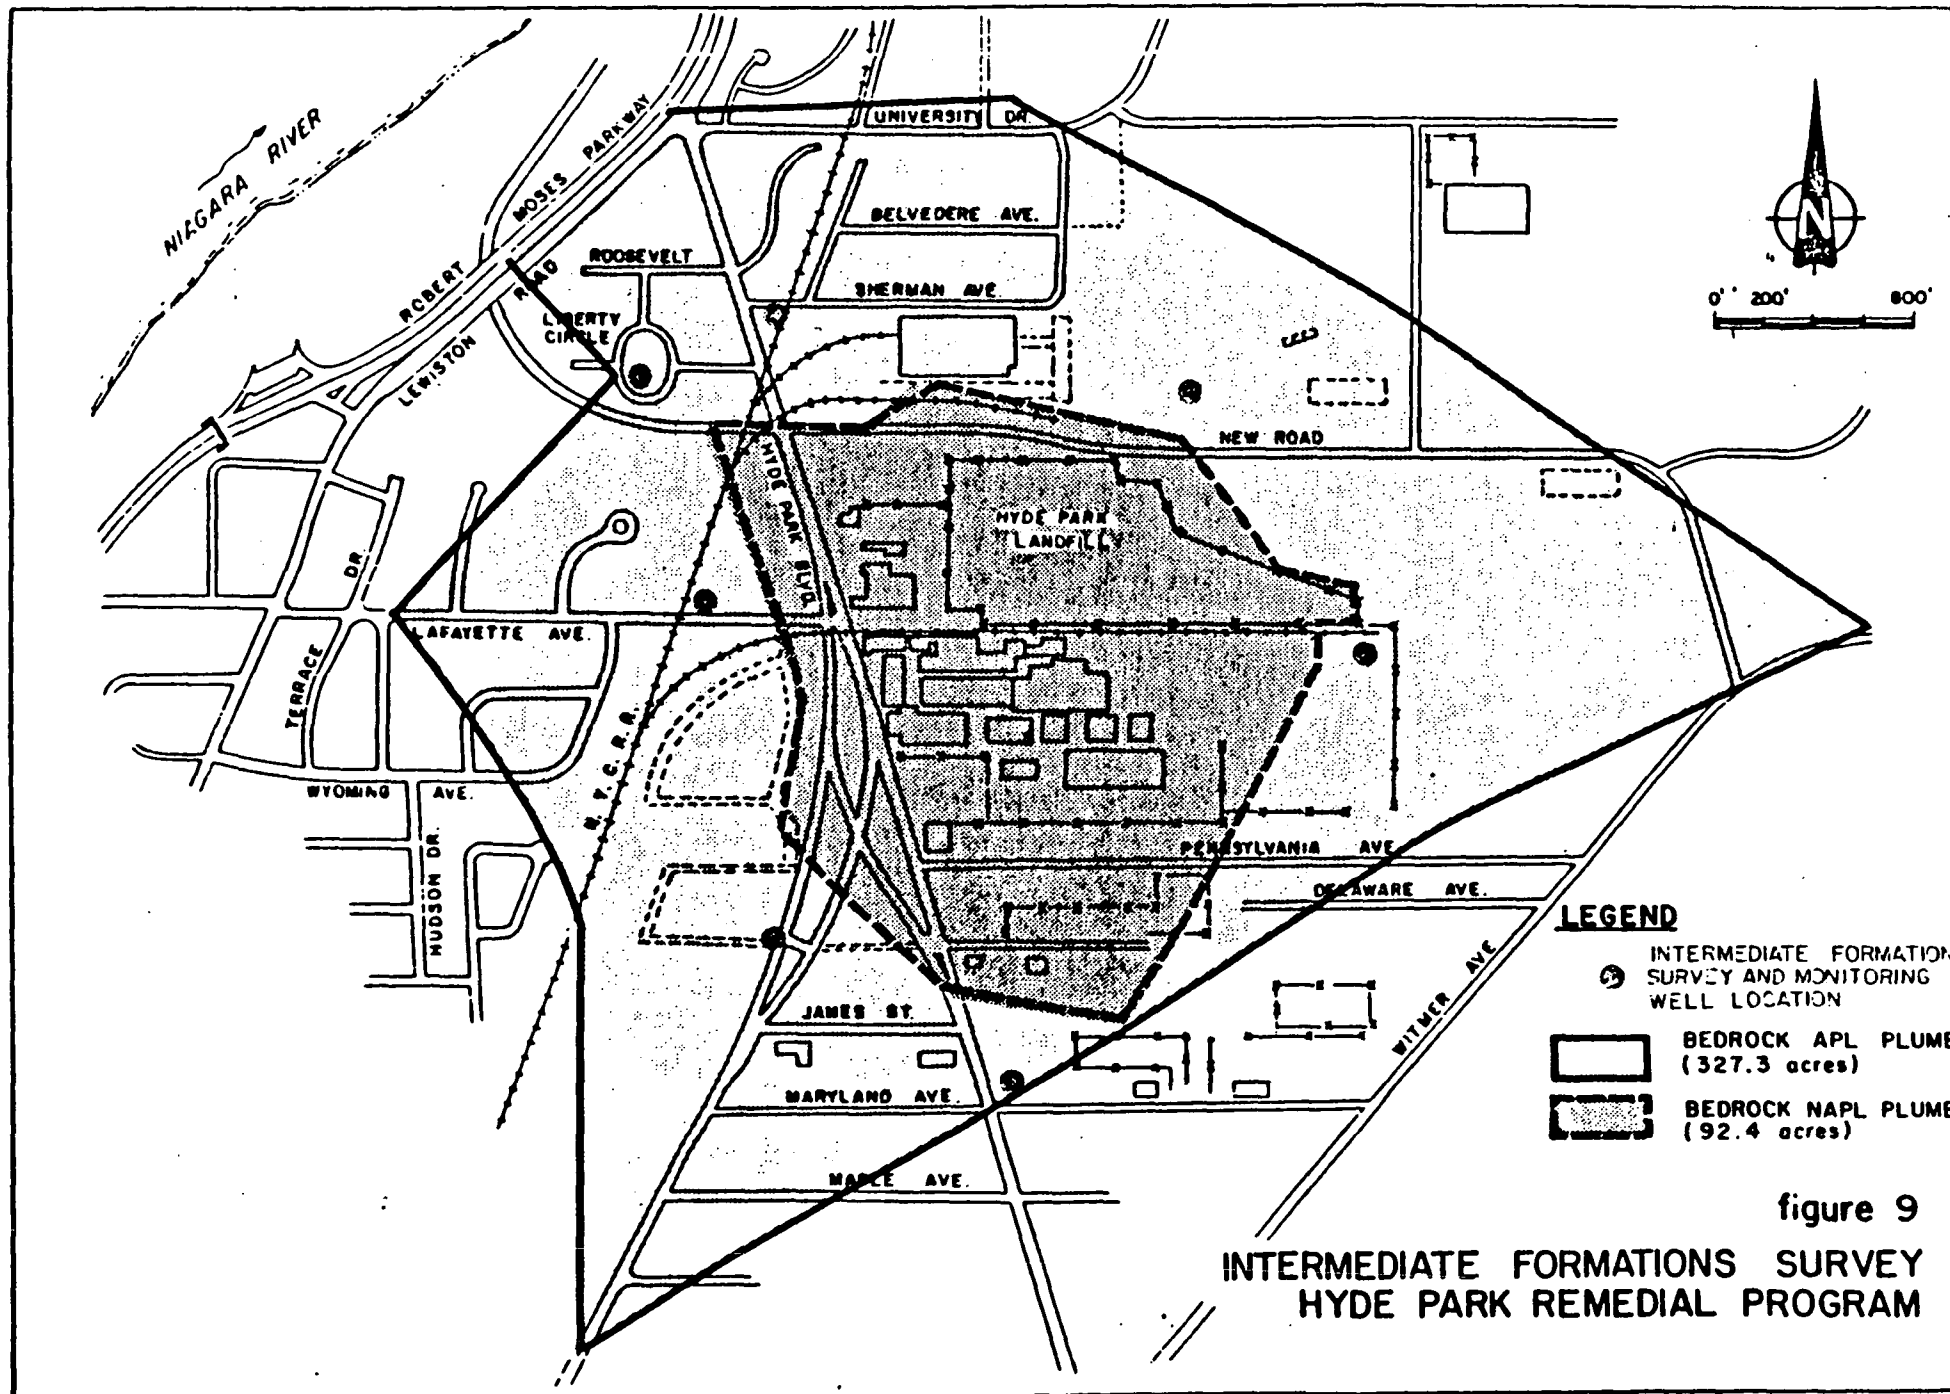 NIAGARA RIVER
ROBERT MOSES PARKWAY
LEWISTON ROAD
UNIVERSITY DR.
BELVEDERE AVE.
ROOSEVELT
SHERMAN AVE.
LIBERTY
CIRCLE
N
0' 200' 800'
NEW ROAD
HYDE PARK BLVD.
HYDE PARK
LANDFILL
TERRACE DR.
LAFAYETTE AVE.
N.Y.C.R.R.
WYOMING AVE.
HUDSON DR.
PENNSYLVANIA AVE
DELAWARE AVE.
WITMER AVE
JAMES ST.
MARYLAND AVE.
MAPLE AVE.
LEGEND
INTERMEDIATE FORMATION
SURVEY AND MONITORING
WELL LOCATION
BEDROCK APL PLUME
(327.3 acres)
BEDROCK NAPL PLUME
(92.4 acres)
figure 9
INTERMEDIATE FORMATIONS SURVEY
HYDE PARK REMEDIAL PROGRAM